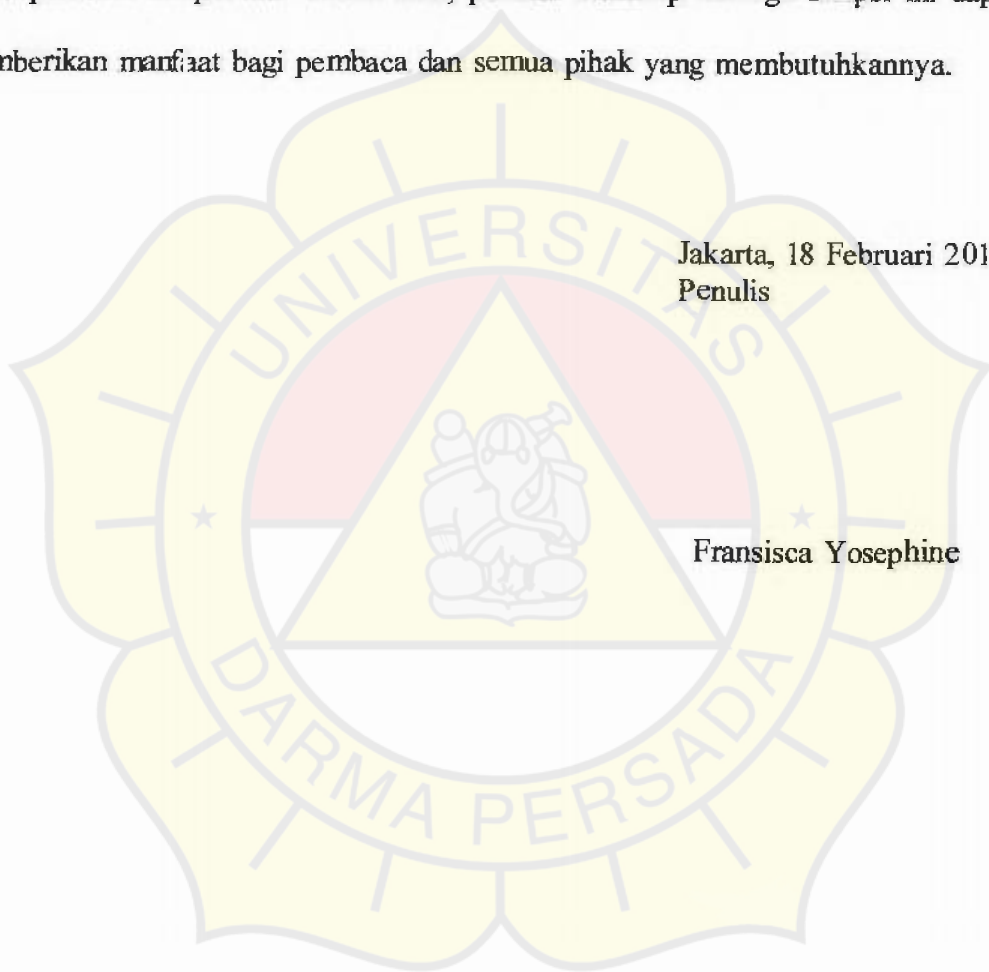 mberikan manfaat bagi pembaca dan semua pihak yang membutuhkannya.
Jakarta, 18 Februari 201
Penulis
Fransisca Yosephine
UNIVERSITAS
DARMA PERSADA